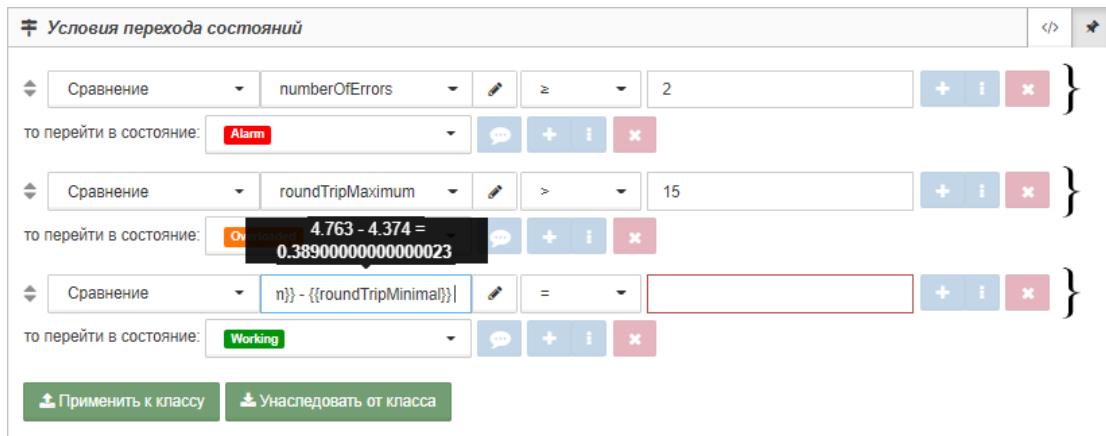 Условия перехода состояний </>
Сравнение numberOfErrors ≥ 2 }
то перейти в состояние: Alarm
Сравнение roundTripMaximum > 15 }
4.763 - 4.374 =
то перейти в состояние:
0.38900000000000023
Сравнение n}} - {{roundTripMinimal}} = }
то перейти в состояние: Working
Применить к классу Унаследовать от класса